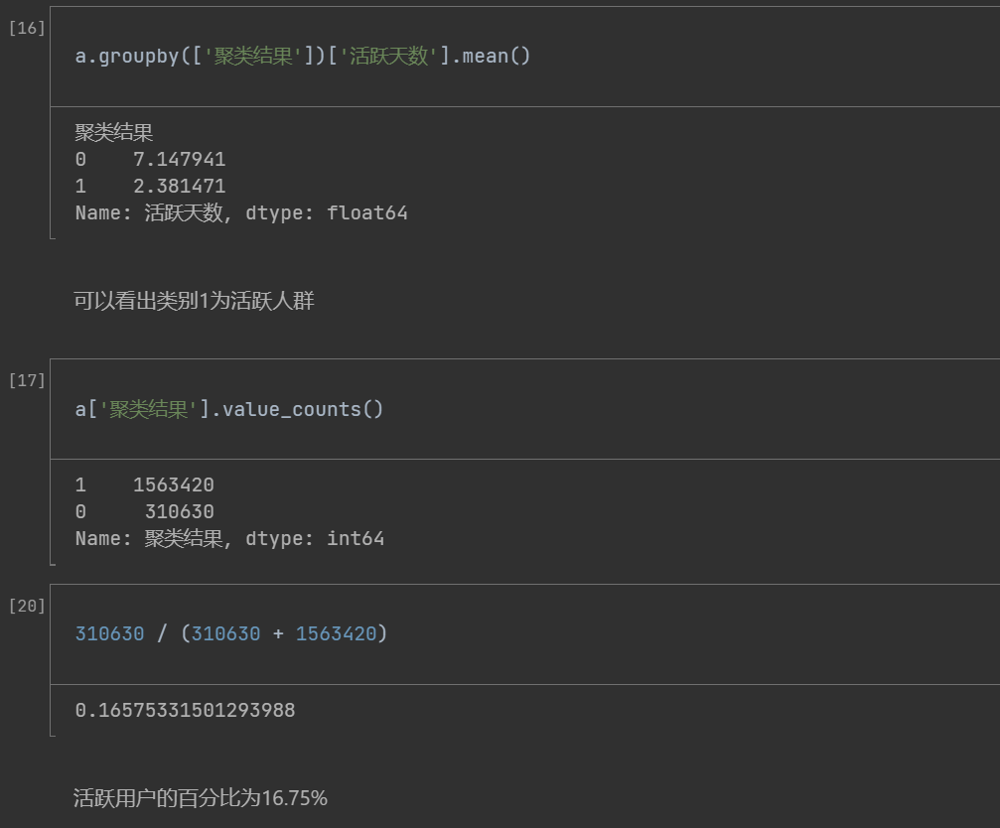 [16]
a.groupby(['聚类结果'])['活跃天数'].mean()
聚类结果
0    7.147941
1    2.381471
Name: 活跃天数, dtype: float64
可以看出类别1为活跃人群
[17]
a['聚类结果'].value_counts()
1    1563420
0     310630
Name: 聚类结果, dtype: int64
[20]
310630 / (310630 + 1563420)
0.16575331501293988
活跃用户的百分比为16.75%